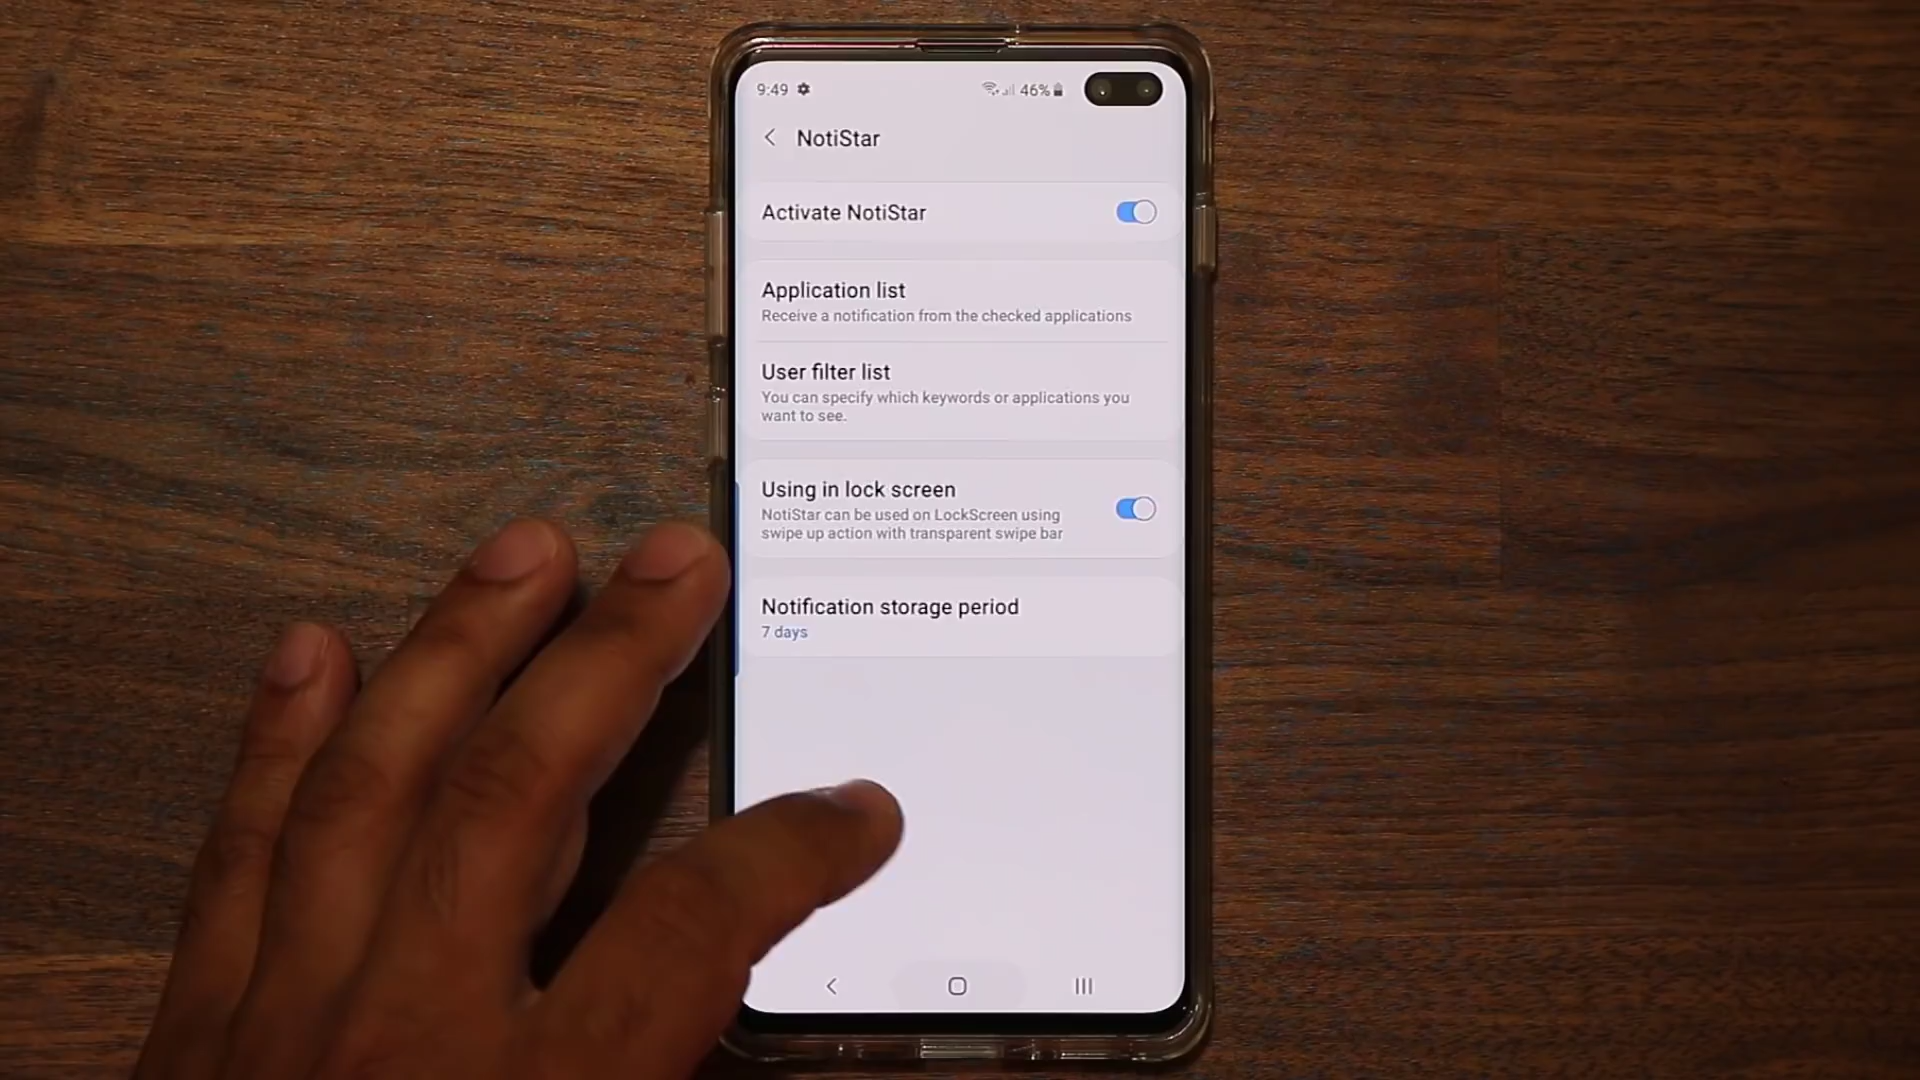 9:49 46%
NotiStar
Activate NotiStar
Application list
Receive a notification from the checked applications
User filter list
You can specify which keywords or applications you
want to see.
Using in lock screen
NotiStar can be used on LockScreen using
swipe up action with transparent swipe bar
Notification storage period
7 days